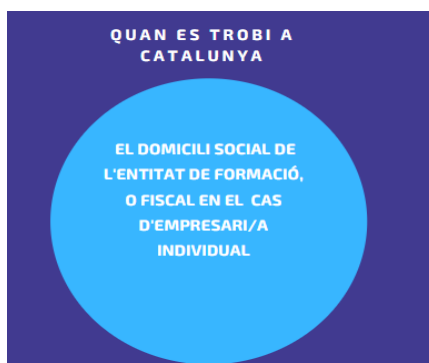 QUAN ES TROBI A
CATALUNYA
EL DOMICILI SOCIAL DE
L'ENTITAT DE FORMACIÓ,
O FISCAL EN EL CAS
D'EMPRESARI/A
INDIVIDUAL